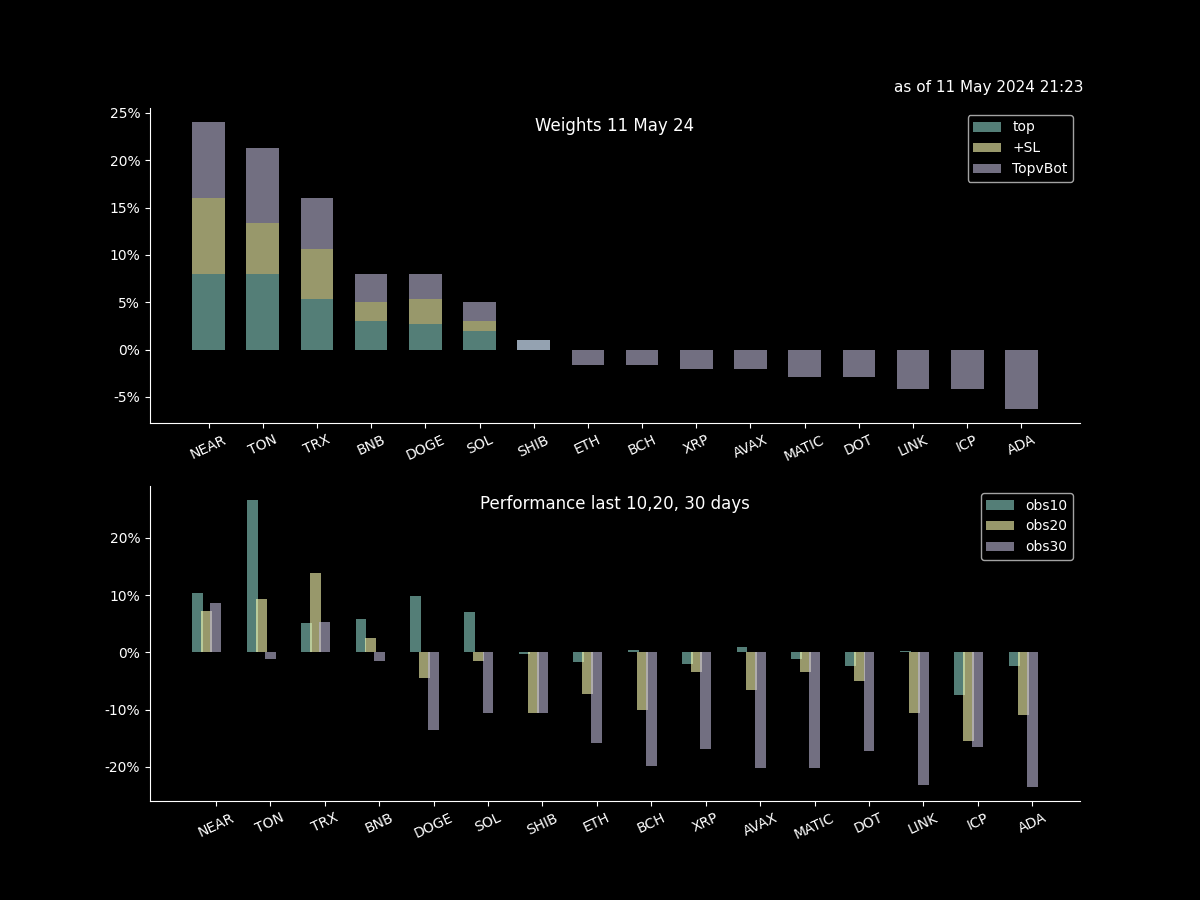 as of 11 May 2024 21:23
Weights 11 May 24
top
+SL
TopvBot
25%
20%
15%
10%
5%
0%
-5%
NEAR TON TRX BNB DOGE SOL SHIB ETH BCH XRP AVAX MATIC DOT LINK ICP ADA
Performance last 10,20, 30 days
obs10
obs20
obs30
20%
10%
0%
-10%
-20%
NEAR TON TRX BNB DOGE SOL SHIB ETH BCH XRP AVAX MATIC DOT LINK ICP ADA